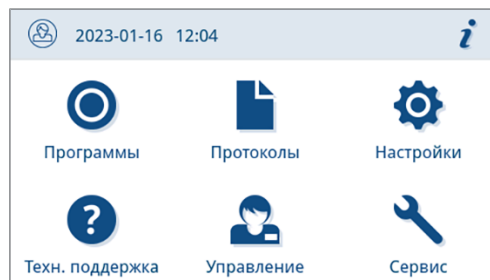 2023-01-16 12:04 i
Программы Протоколы Настройки
?
Техн. поддержка Управление Сервис